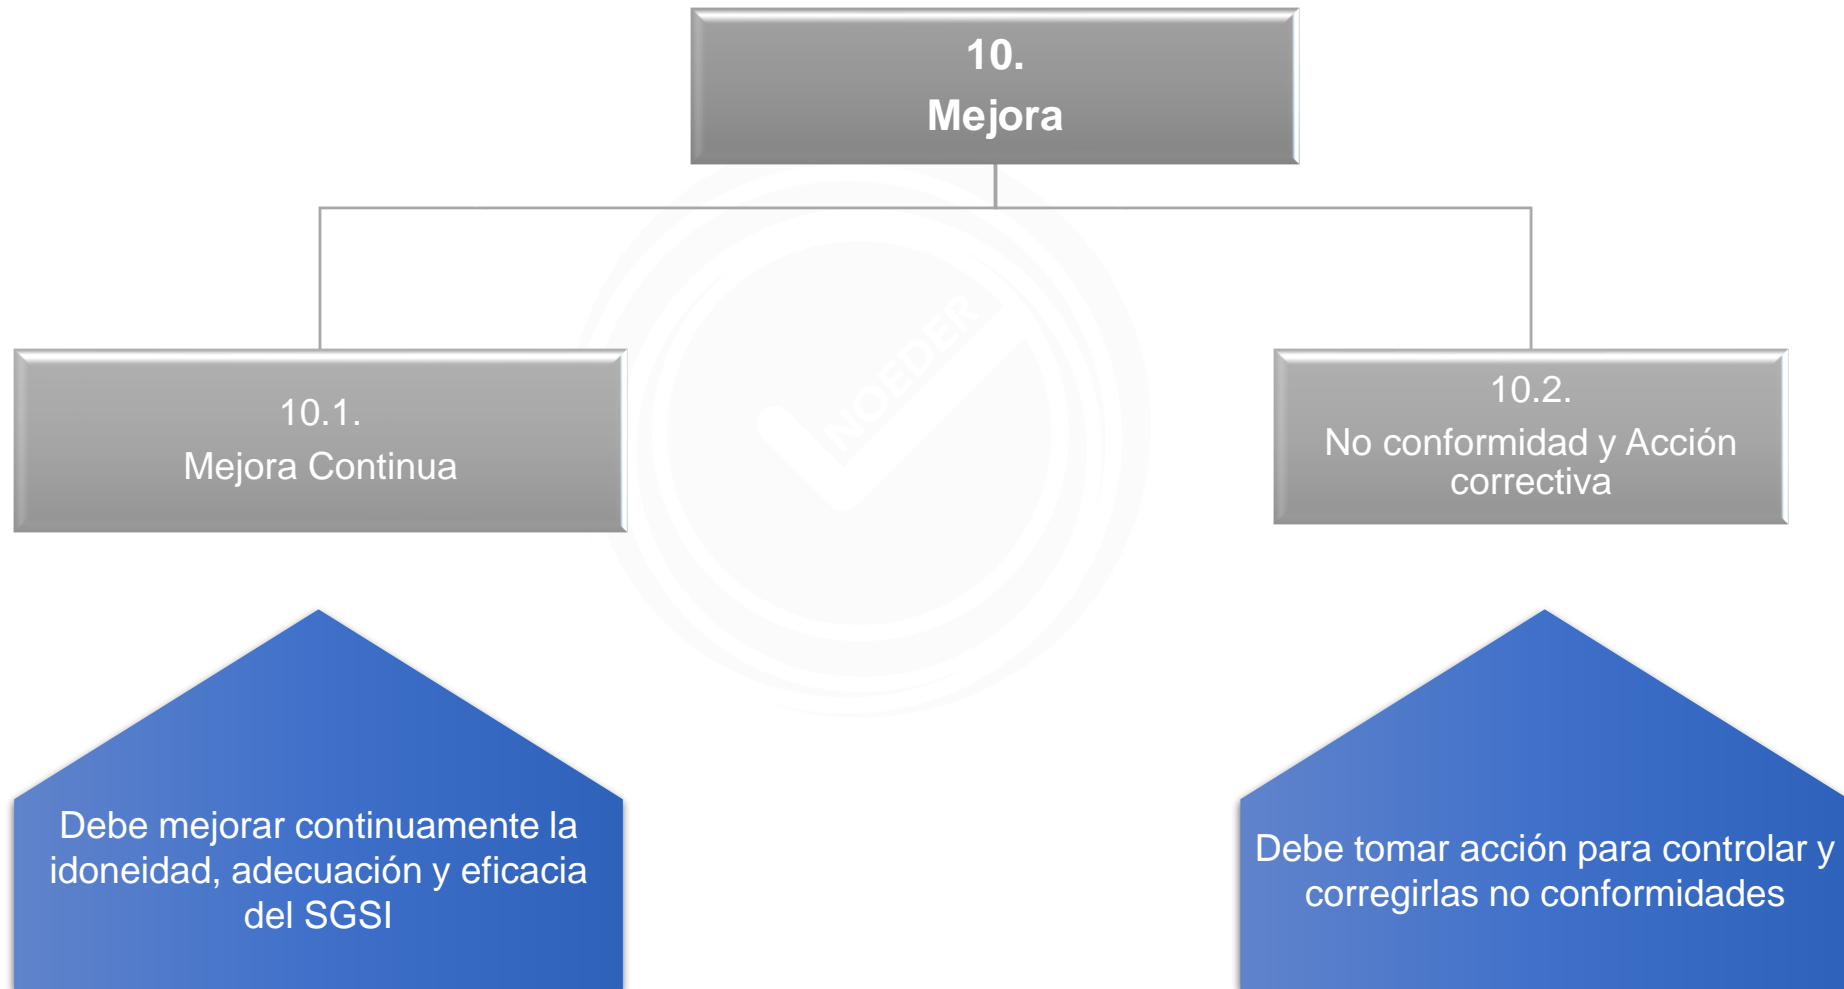 10.
Mejora
10.1.
Mejora Continua
10.2.
No conformidad y Acción
correctiva
NOEDER
Debe mejorar continuamente la
idoneidad, adecuación y eficacia
del SGSI
Debe tomar acción para controlar y
corregirlas no conformidades